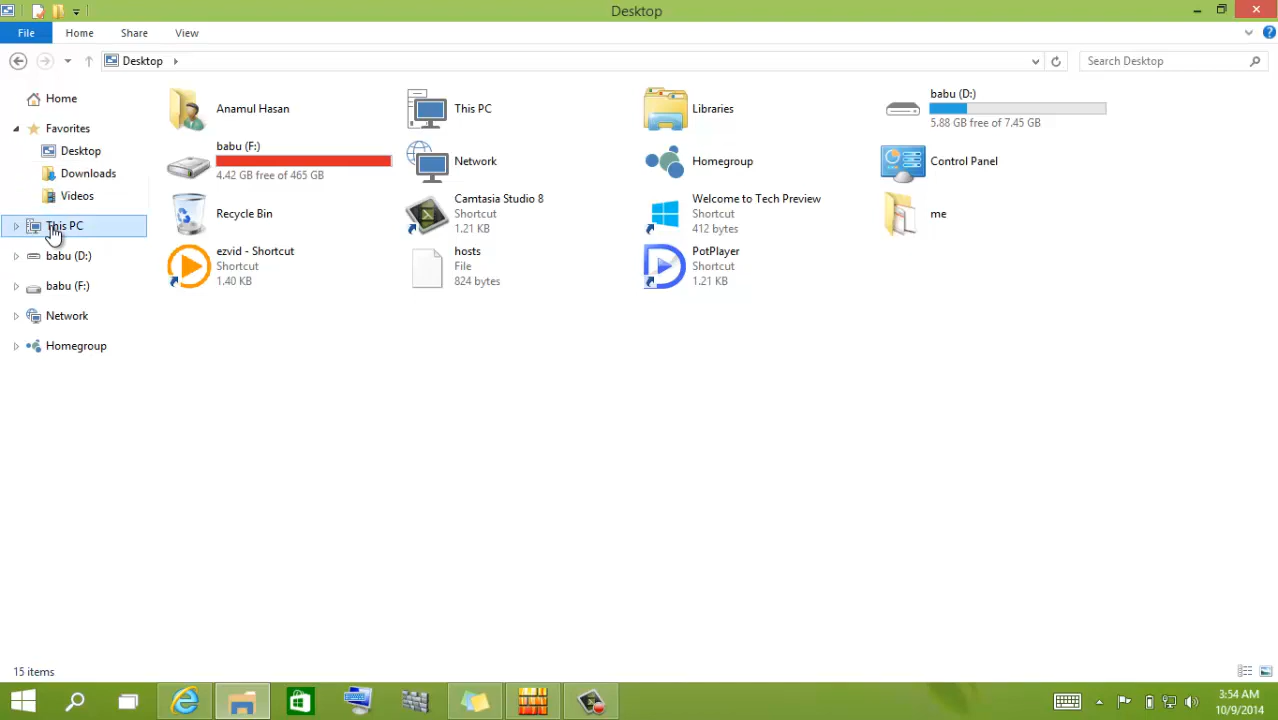 Desktop
File
Home
Share
View
Desktop
Search Desktop
Home
Favorites
Desktop
Downloads
Videos
This PC
babu (D:)
babu (F:)
Network
Homegroup
Anamul Hasan
This PC
Libraries
babu (D:)
5.88 GB free of 7.45 GB
babu (F:)
4.42 GB free of 465 GB
Network
Homegroup
Control Panel
Recycle Bin
Camtasia Studio 8
Shortcut
1.21 KB
Welcome to Tech Preview
Shortcut
412 bytes
me
ezvid - Shortcut
Shortcut
1.40 KB
hosts
File
824 bytes
PotPlayer
Shortcut
1.21 KB
15 items
3:54 AM
10/9/2014